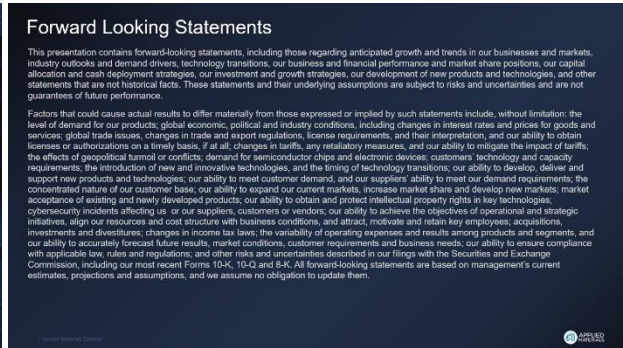 Forward Looking Statements
This presentation contains forward-looking statements, including those regarding anticipated growth and trends in our businesses and markets,
industry outlooks and demand drivers, technology transitions, our business and financial performance and market share positions, our capital
allocation and cash deployment strategies, our investment and growth strategies, our development of new products and technologies, and other
statements that are not historical facts. These statements and their underlying assumptions are subject to risks and uncertainties and are not
guarantees of future performance.
Factors that could cause actual results to differ materially from those expressed or implied by such statements include, without limitation: the
level of demand for our products; global economic, political and industry conditions, including changes in interest rates and prices for goods and
services; global trade issues, changes in trade and export regulations, license requirements, and their interpretation, and our ability to obtain
licenses or authorizations on a timely basis, if at all; changes in tariffs, any retaliatory measures, and our ability to mitigate the impact of tariffs;
the effects of geopolitical turmoil or conflicts; demand for semiconductor chips and electronic devices; customers' technology and capacity
requirements; the introduction of new and innovative technologies, and the timing of technology transitions; our ability to develop, deliver and
support new products and technologies; our ability to meet customer demand, and our suppliers' ability to meet our demand requirements; the
concentrated nature of our customer base; our ability to expand our current markets, increase market share and develop new markets; market
acceptance of existing and newly developed products; our ability to obtain and protect intellectual property rights in key technologies;
cybersecurity incidents affecting us or our suppliers, customers or vendors; our ability to achieve the objectives of operational and strategic
initiatives, align our resources and cost structure with business conditions, and attract, motivate and retain key employees; acquisitions,
investments and divestitures; changes in income tax laws; the variability of operating expenses and results among products and segments, and
our ability to accurately forecast future results, market conditions, customer requirements and business needs; our ability to ensure compliance
with applicable law, rules and regulations; and other risks and uncertainties described in our filings with the Securities and Exchange
Commission, including our most recent Forms 10-K, 10-Q and 8-K. All forward-looking statements are based on management's current
estimates, projections and assumptions, and we assume no obligation to update them.
Applied Materials External
APPLIED
MATERIALS